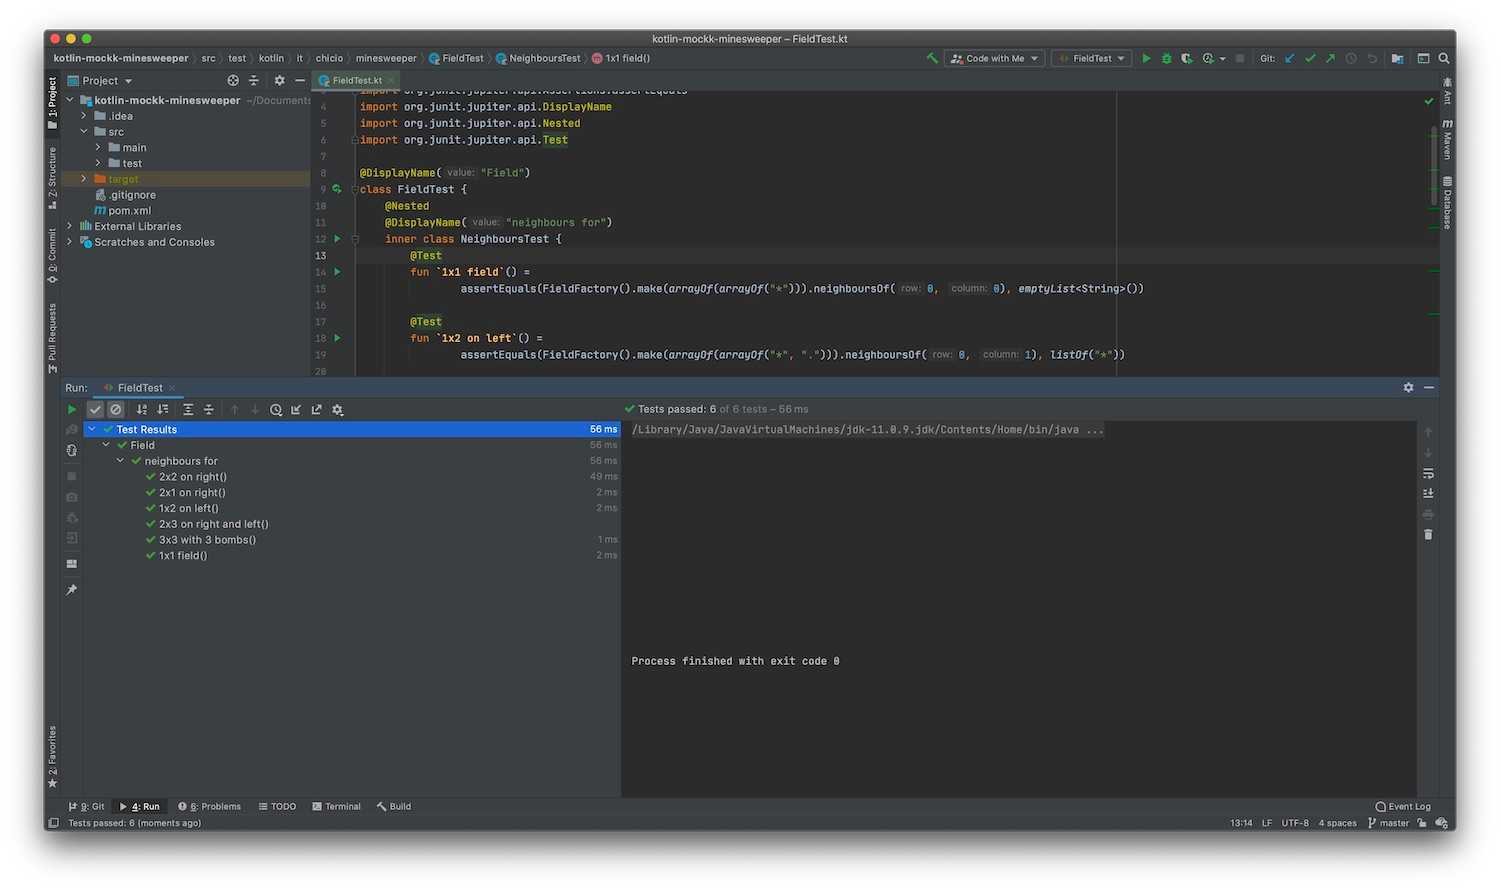 kotlin-mockk-minesweeper – FieldTest.kt
kotlin-mockk-minesweeper src test kotlin it chicio minesweeper FieldTest NeighboursTest 1x1 field()
Code with Me FieldTest Git:
1: Project
Project
FieldTest.kt
kotlin-mockk-minesweeper ~/Documents
.idea
src
main
test
target
.gitignore
pom.xml
External Libraries
Scratches and Consoles
Z: Structure
0: Commit
Pull Requests
2: Favorites
Ant
Maven
Database
3 import org.junit.jupiter.api.Assertions.assertEquals
4 import org.junit.jupiter.api.DisplayName
5 import org.junit.jupiter.api.Nested
6 import org.junit.jupiter.api.Test
7
8 @DisplayName( value: "Field")
9 class FieldTest {
10 @Nested
11 @DisplayName( value: "neighbours for")
12 inner class NeighboursTest {
13 @Test
14 fun `1x1 field`() =
15 assertEquals(FieldFactory().make(arrayOf(arrayOf("*"))).neighboursOf( row: 0, column: 0), emptyList<String>())
16
17 @Test
18 fun `1x2 on left`() =
19 assertEquals(FieldFactory().make(arrayOf(arrayOf("*", "."))).neighboursOf( row: 0, column: 1), listOf("*"))
20
Run: FieldTest
Tests passed: 6 of 6 tests – 56 ms
Test Results 56 ms
Field 56 ms
neighbours for 56 ms
2x2 on right() 49 ms
2x1 on right() 2 ms
1x2 on left() 2 ms
2x3 on right and left()
3x3 with 3 bombs() 1 ms
1x1 field() 2 ms
/Library/Java/JavaVirtualMachines/jdk-11.0.9.jdk/Contents/Home/bin/java ...
Process finished with exit code 0
9: Git 4: Run 6: Problems TODO Terminal Build Event Log
Tests passed: 6 (moments ago) 13:14 LF UTF-8 4 spaces master